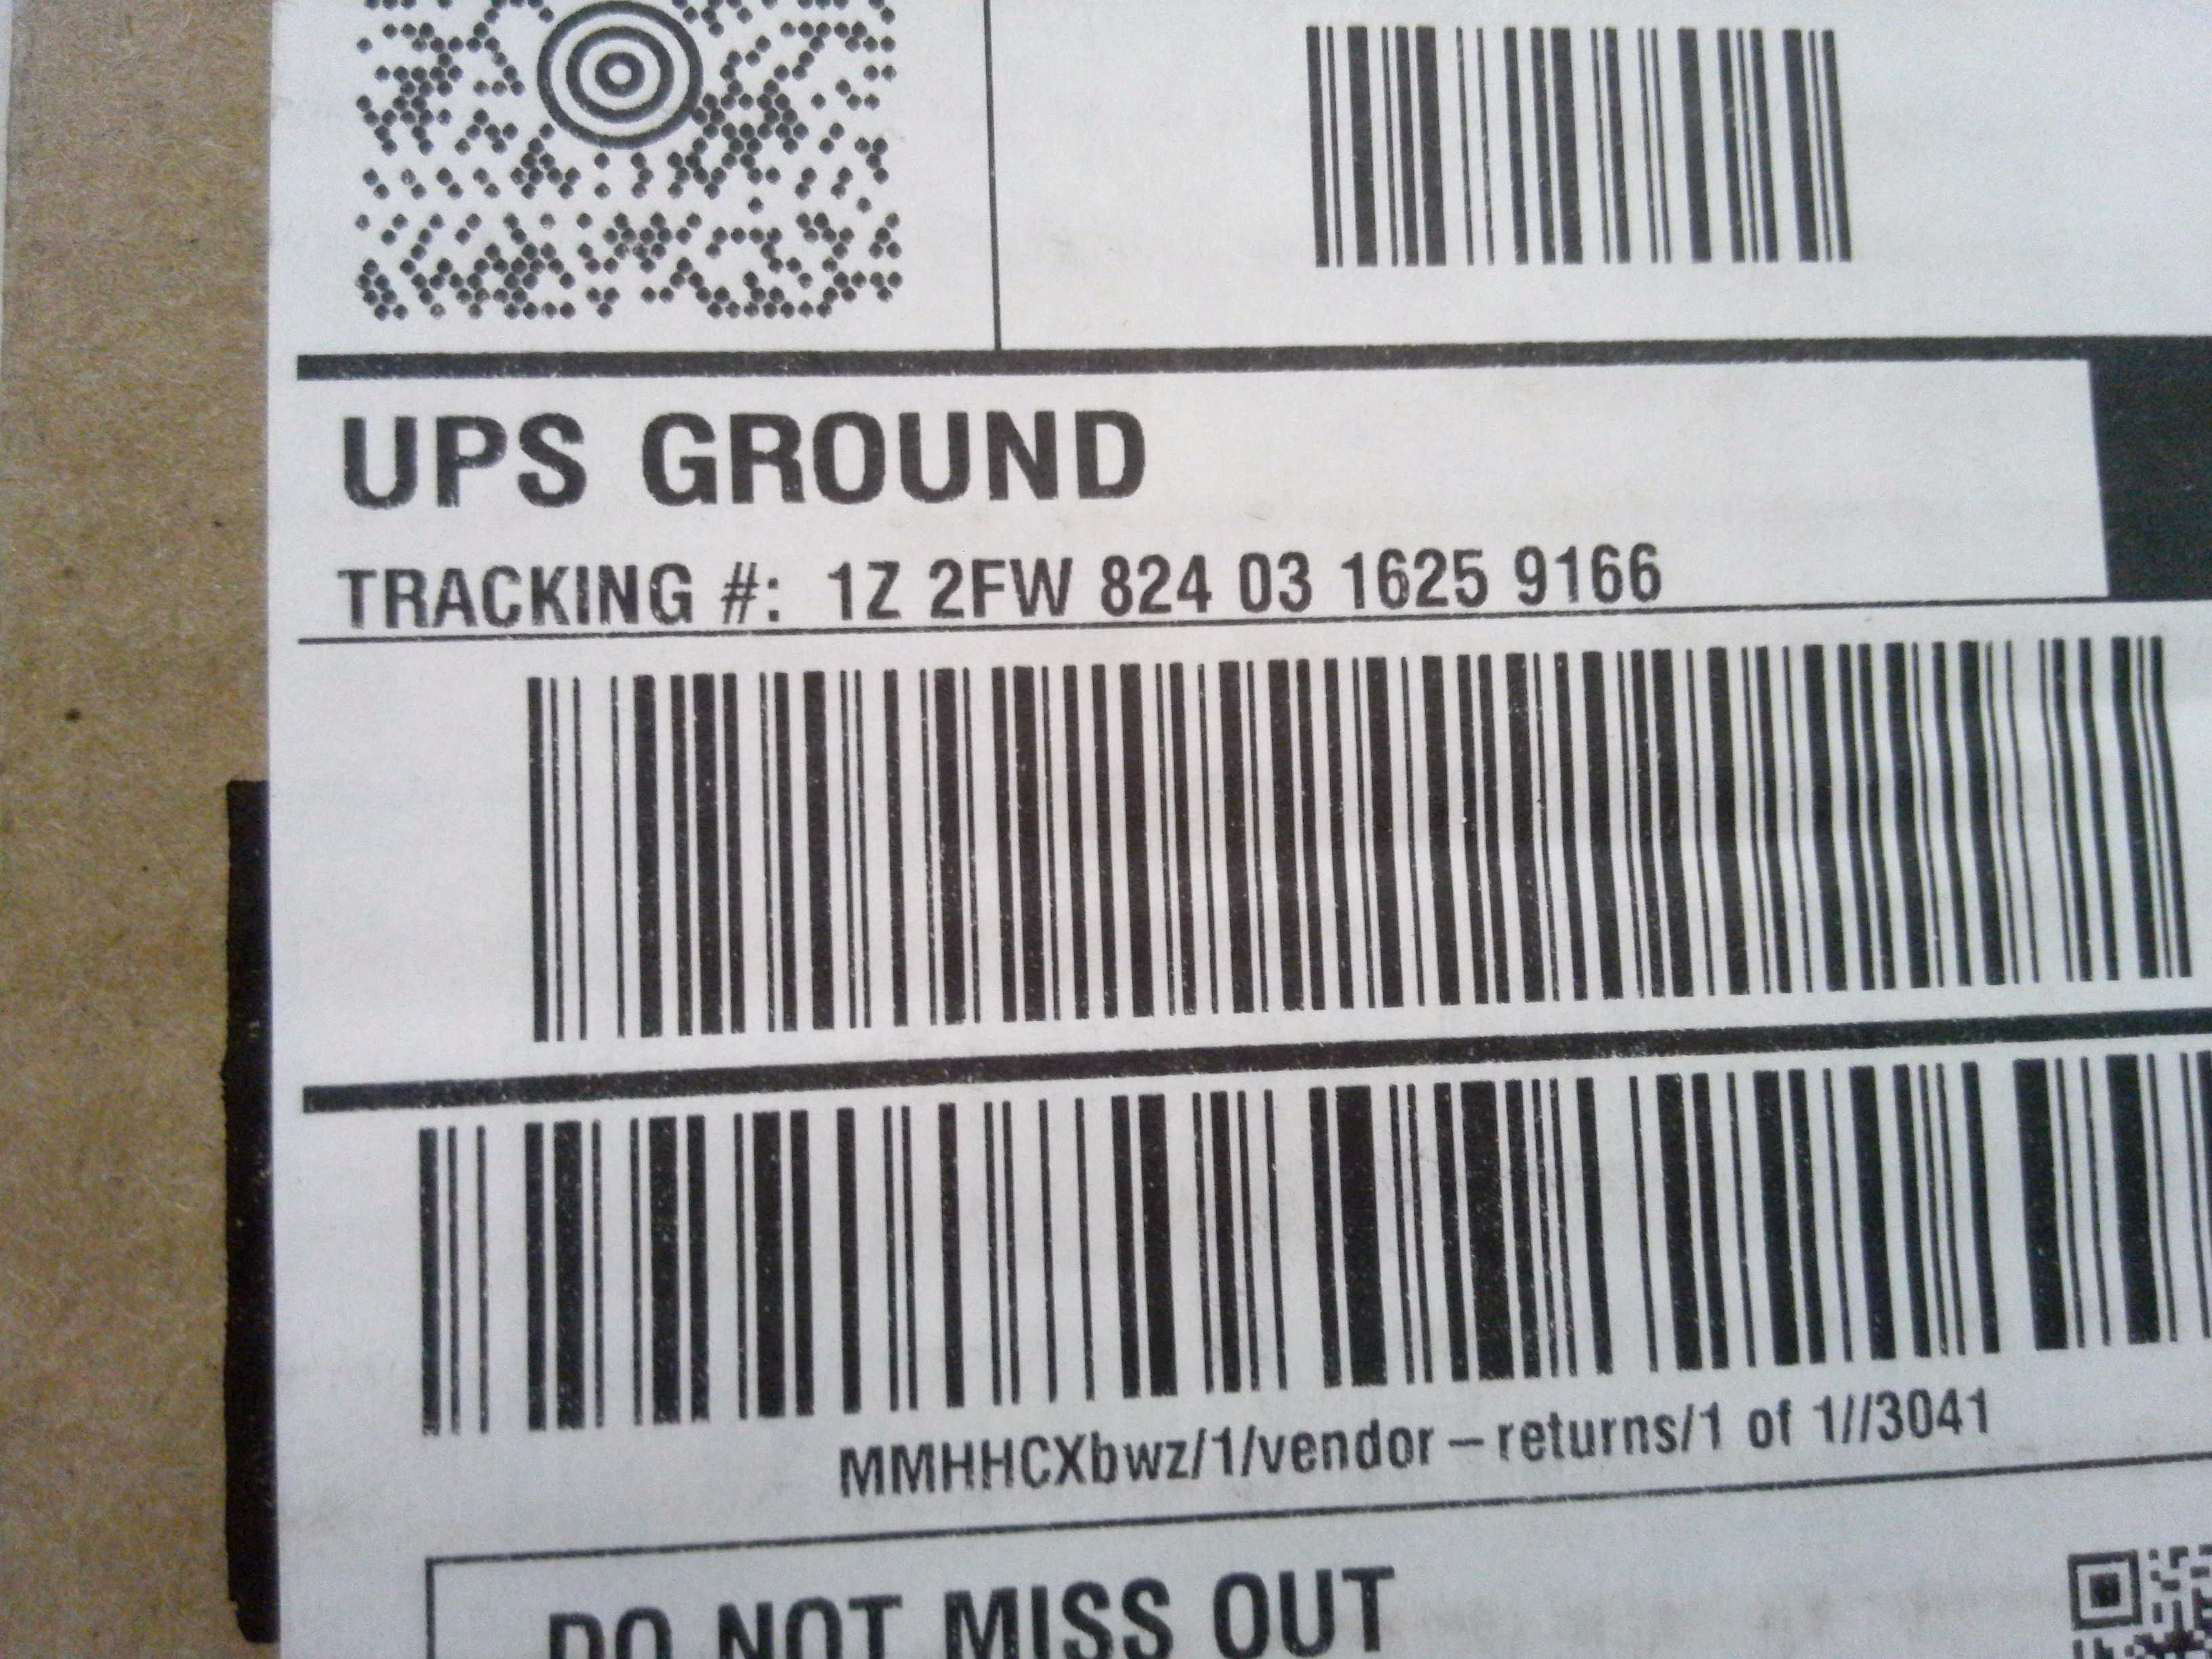 UPS GROUND
TRACKING #: 1Z 2FW 824 03 1625 9166
MMHHCXbwz/1/vendor-returns/1 of 1//3041
DO NOT MISS OUT